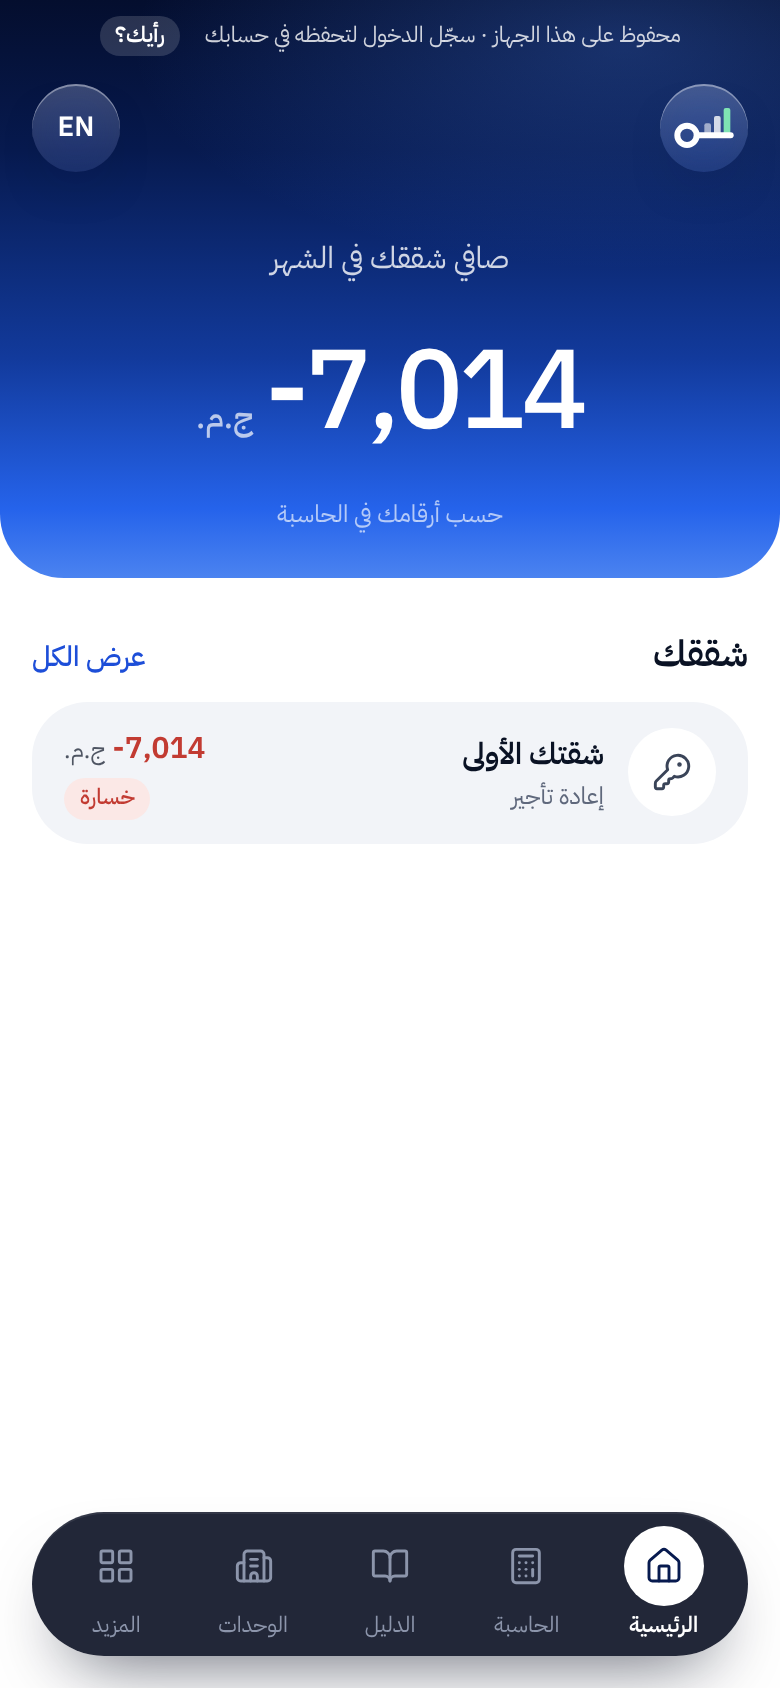 محفوظ على هذا الجهاز · سجّل الدخول لتحفظه في حسابك
رأيك؟
EN
صافي شققك في الشهر
-7,014 ج.م.
حسب أرقامك في الحاسبة
شققك
عرض الكل
شقتك الأولى
-7,014 ج.م.
إعادة تأجير
خسارة
الرئيسية
الحاسبة
الدليل
الوحدات
المزيد